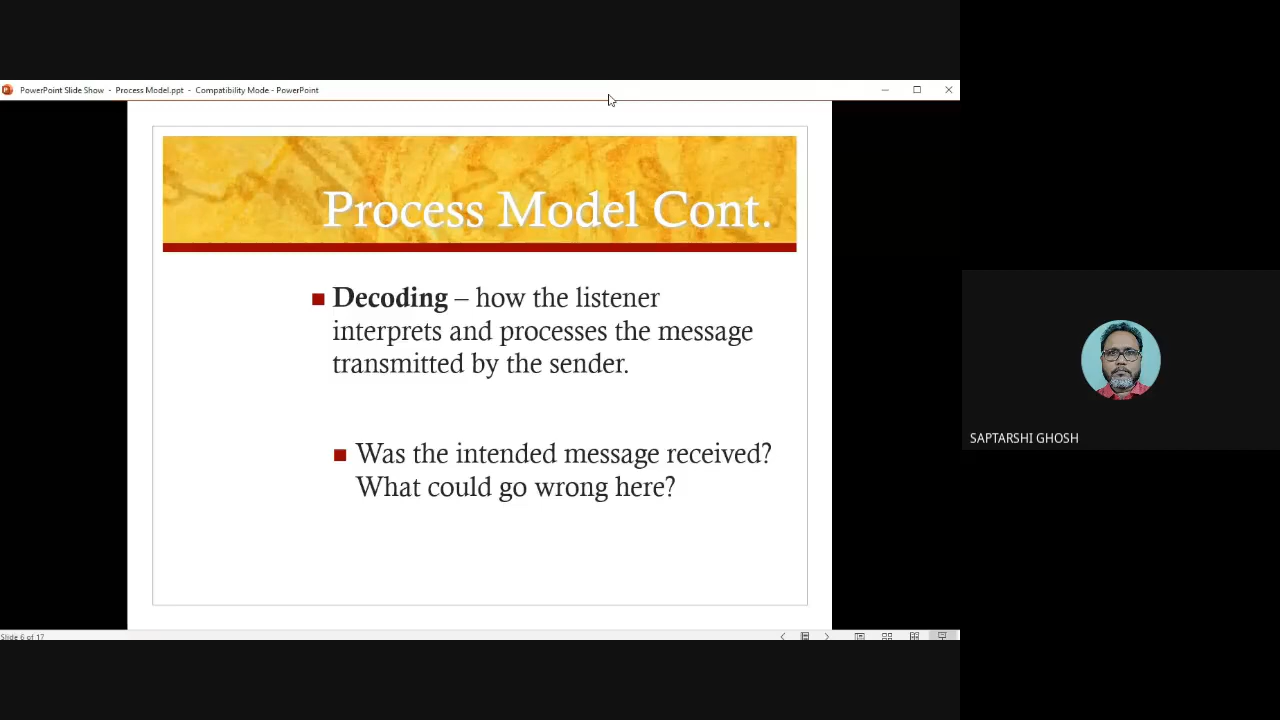 PowerPoint Slide Show - Process Model.ppt - Compatibility Mode - PowerPoint
Process Model Cont.
Decoding – how the listener
interprets and processes the message
transmitted by the sender.
Was the intended message received?
What could go wrong here?
SAPTARSHI GHOSH
Slide 6 of 17